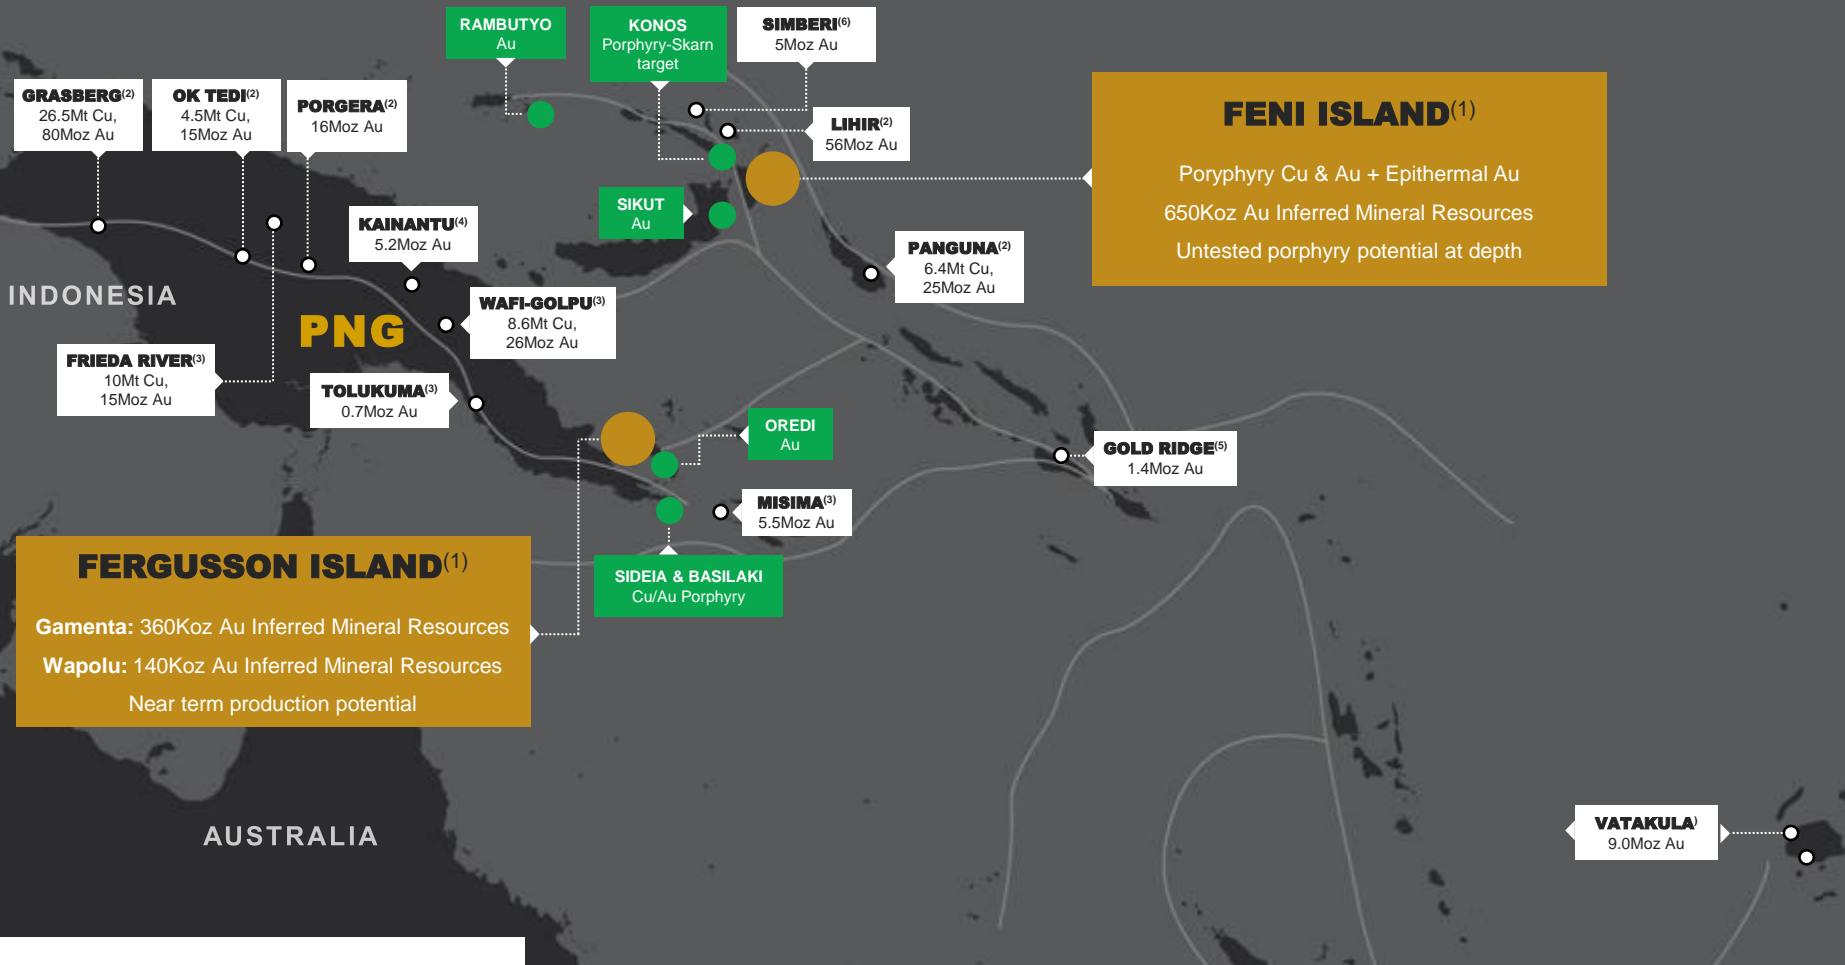 RAMBUTYO
Au
KONOS
Porphyry-Skarn
target
SIMBERI(6)
5Moz Au
GRASBERG(2)
26.5Mt Cu,
80Moz Au
OK TEDI(2)
4.5Mt Cu,
15Moz Au
PORGERA(2)
16Moz Au
LIHIR(2)
56Moz Au
FENI ISLAND(1)
Poryphyry Cu & Au + Epithermal Au
650Koz Au Inferred Mineral Resources
Untested porphyry potential at depth
SIKUT
Au
KAINANTU(4)
5.2Moz Au
PANGUNA(2)
6.4Mt Cu,
25Moz Au
INDONESIA
WAFI-GOLPU(3)
8.6Mt Cu,
26Moz Au
PNG
FRIEDA RIVER(3)
10Mt Cu,
15Moz Au
TOLUKUMA(3)
0.7Moz Au
OREDI
Au
GOLD RIDGE(5)
1.4Moz Au
MISIMA(3)
5.5Moz Au
FERGUSSON ISLAND(1)
Gamenta: 360Koz Au Inferred Mineral Resources
Wapolu: 140Koz Au Inferred Mineral Resources
Near term production potential
SIDEIA & BASILAKI
Cu/Au Porphyry
AUSTRALIA
VATAKULA)
9.0Moz Au